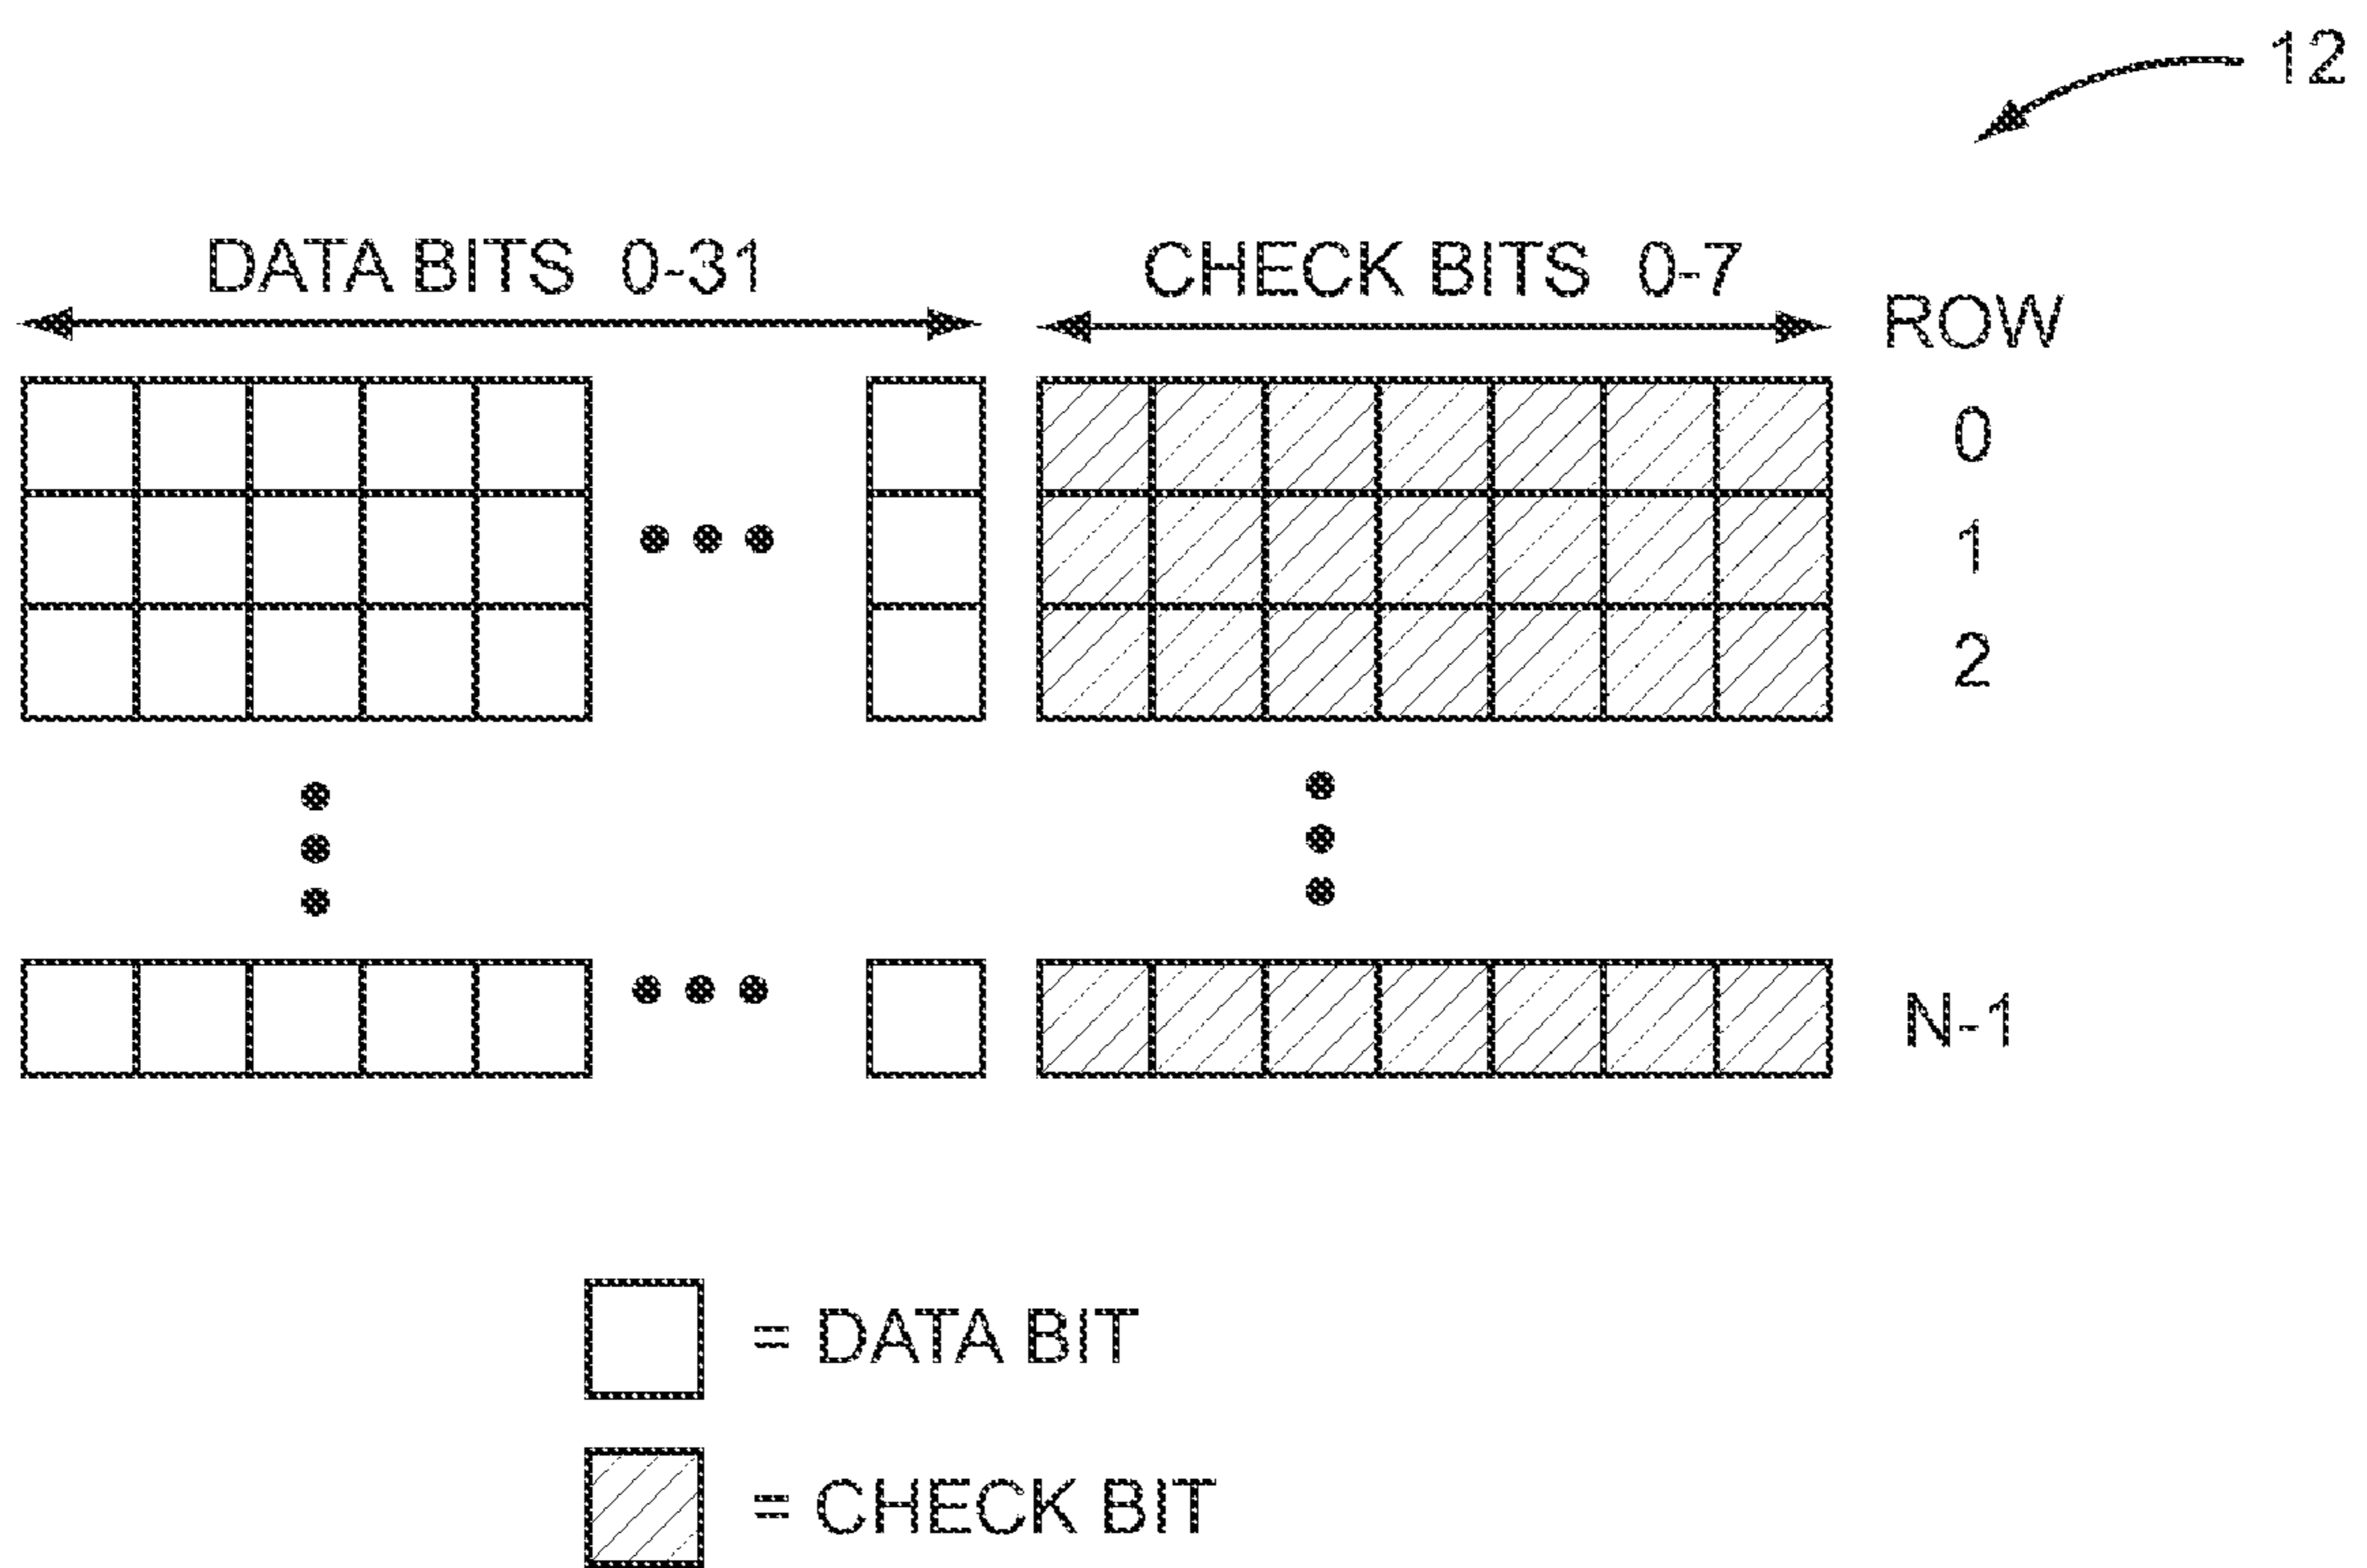 12
DATA BITS 0-31
CHECK BITS 0-7
ROW
0
1
2
N-1
= DATA BIT
= CHECK BIT